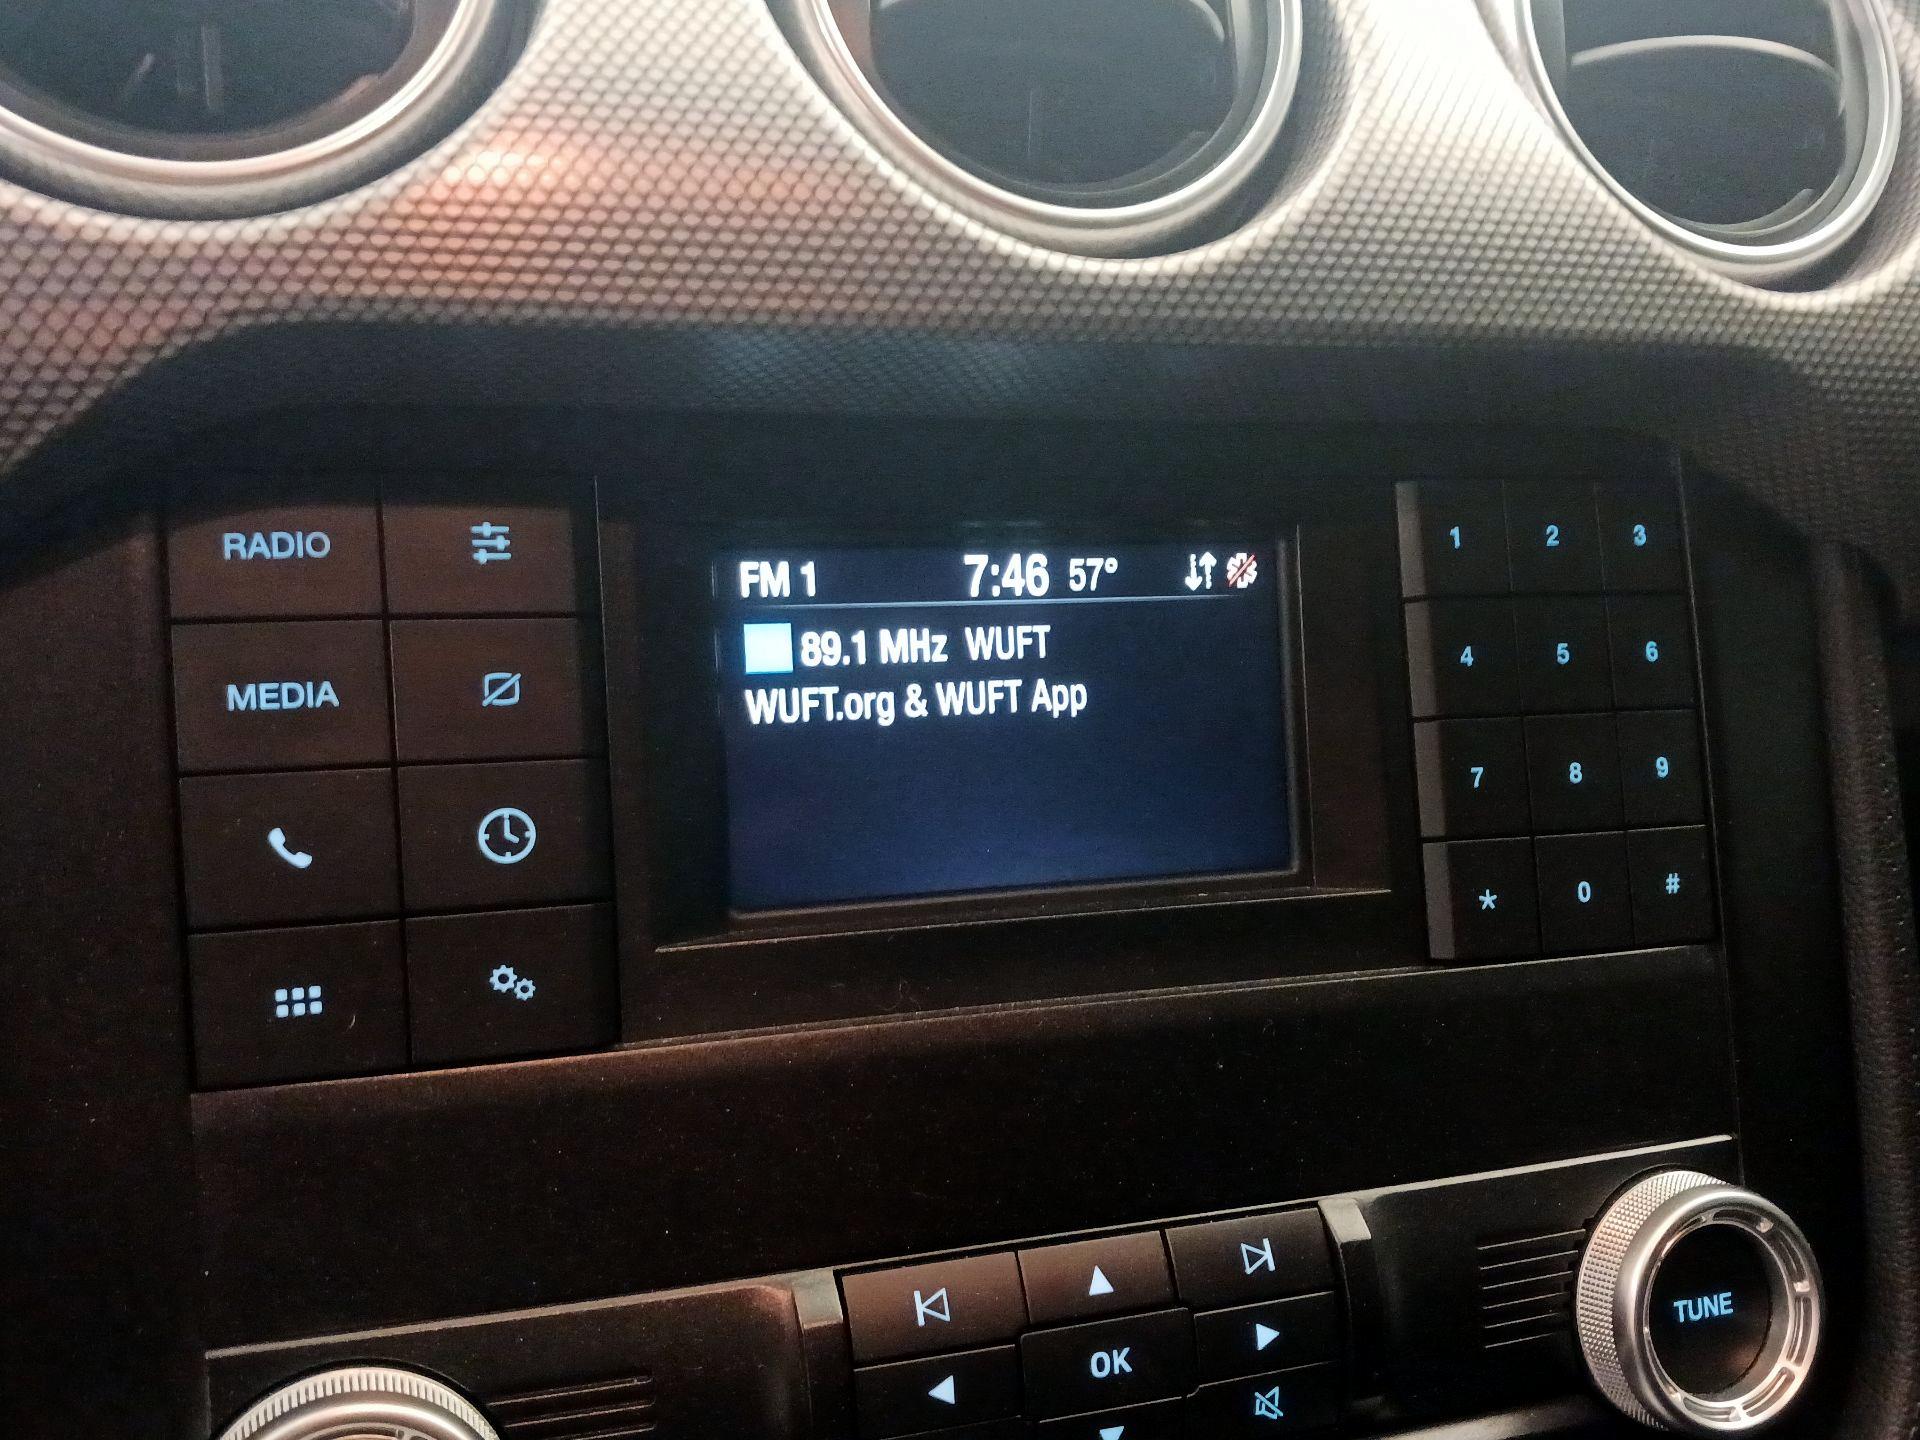 RADIO
MEDIA
FM 1 7:46 57°
89.1 MHz WUFT
WUFT.org & WUFT App
1 2 3
4 5 6
7 8 9
* 0 #
OK
TUNE